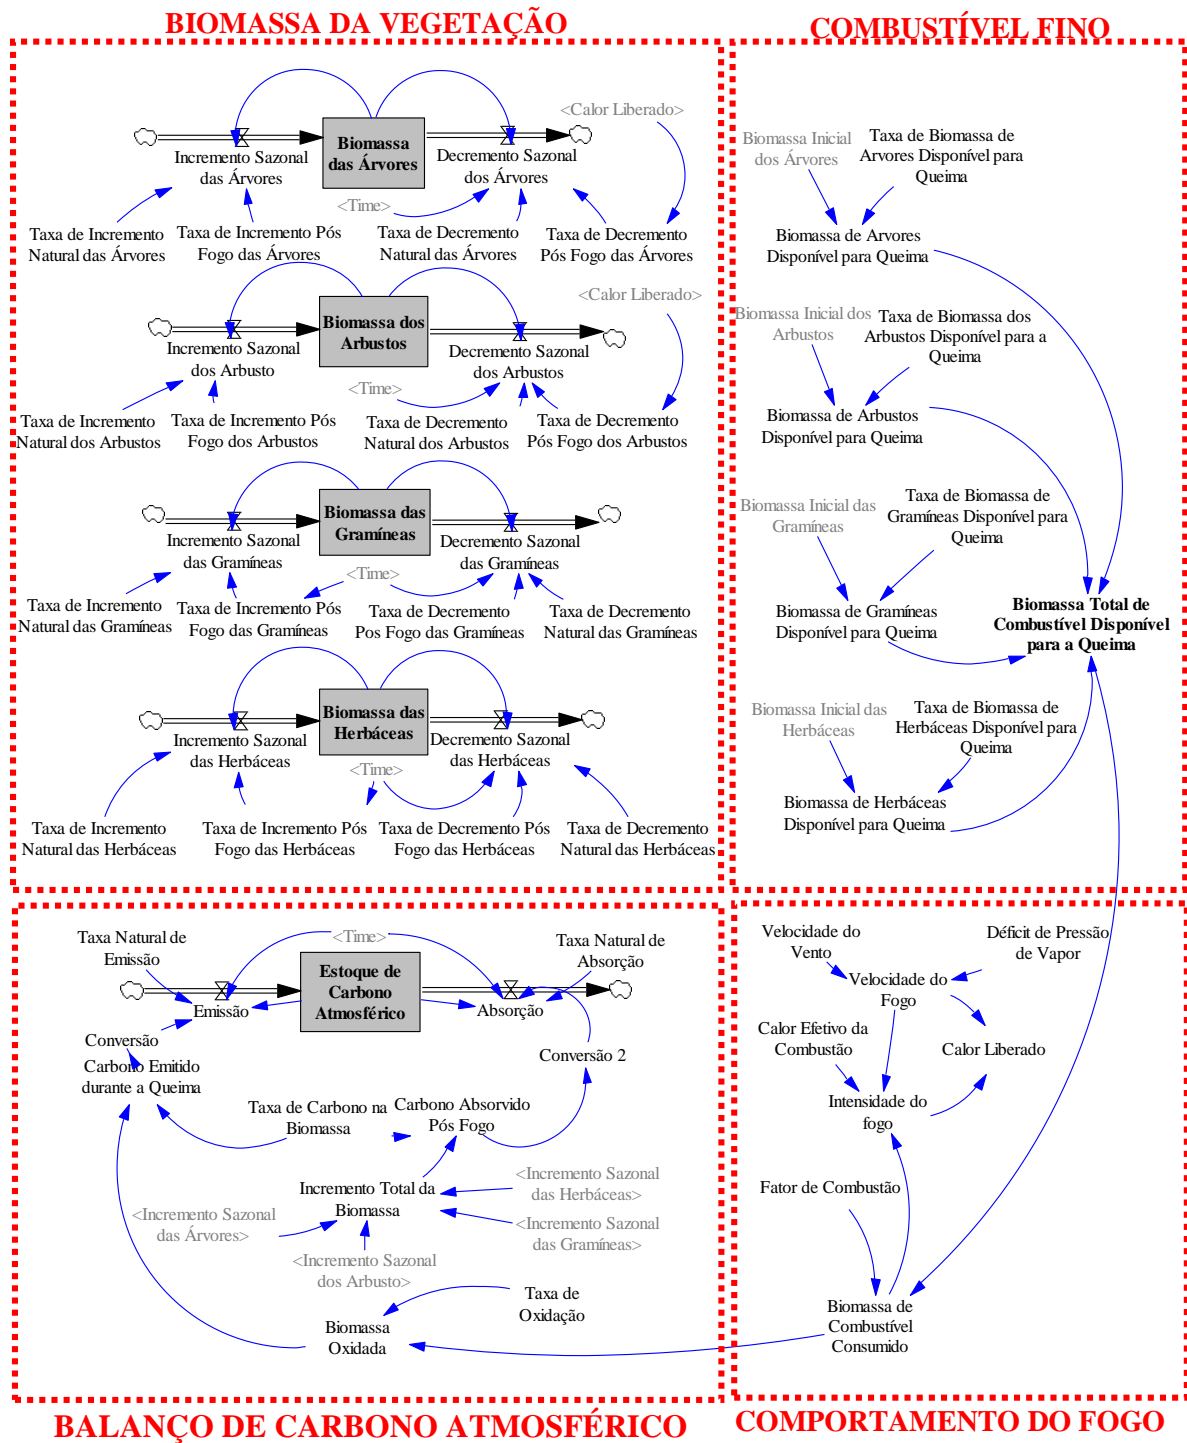 BIOMASSA DA VEGETAÇÃO
<Calor Liberado>
Biomassa
das Árvores
Incremento Sazonal
das Árvores
Decremento Sazonal
dos Árvores
<Time>
Taxa de Incremento
Natural das Árvores
Taxa de Incremento Pós
Fogo das Árvores
Taxa de Decremento
Natural das Árvores
Taxa de Decremento
Pós Fogo das Árvores
<Calor Liberado>
Biomassa dos
Arbustos
Incremento Sazonal
dos Arbusto
Decremento Sazonal
dos Arbustos
<Time>
Taxa de Incremento
Natural dos Arbustos
Taxa de Incremento Pós
Fogo dos Arbustos
Taxa de Decremento
Natural dos Arbustos
Taxa de Decremento
Pós Fogo dos Arbustos
Biomassa das
Gramíneas
Incremento Sazonal
das Gramíneas
Decremento Sazonal
das Gramíneas
<Time>
Taxa de Incremento
Natural das Gramíneas
Taxa de Incremento Pós
Fogo das Gramíneas
Taxa de Decremento
Pos Fogo das Gramíneas
Taxa de Decremento
Natural das Gramíneas
Biomassa das
Herbáceas
Incremento Sazonal
das Herbáceas
Decremento Sazonal
das Herbáceas
<Time>
Taxa de Incremento
Natural das Herbáceas
Taxa de Incremento Pós
Fogo das Herbáceas
Taxa de Decremento Pós
Fogo das Herbáceas
Taxa de Decremento
Natural das Herbáceas
COMBUSTÍVEL FINO
Biomassa Inicial
dos Árvores
Taxa de Biomassa de
Arvores Disponível para
Queima
Biomassa de Arvores
Disponível para Queima
Biomassa Inicial dos
Arbustos
Taxa de Biomassa dos
Arbustos Disponível para a
Queima
Biomassa de Arbustos
Disponível para Queima
Biomassa Inicial das
Gramíneas
Taxa de Biomassa de
Gramíneas Disponível para
Queima
Biomassa de Gramíneas
Disponível para Queima
Biomassa Total de
Combustível Disponível
para a Queima
Biomassa Inicial das
Herbáceas
Taxa de Biomassa de
Herbáceas Disponível para
Queima
Biomassa de Herbáceas
Disponível para Queima
Taxa Natural de
Emissão
<Time>
Taxa Natural de
Absorção
Estoque de
Carbono
Atmosférico
Emissão
Absorção
Conversão
Carbono Emitido
durante a Queima
Conversão 2
Taxa de Carbono na
Biomassa
Carbono Absorvido
Pós Fogo
Incremento Total da
Biomassa
<Incremento Sazonal
das Herbáceas>
<Incremento Sazonal
das Árvores>
<Incremento Sazonal
das Gramíneas>
<Incremento Sazonal
dos Arbusto>
Taxa de
Oxidação
Biomassa
Oxidada
BALANÇO DE CARBONO ATMOSFÉRICO
Velocidade do
Vento
Déficit de Pressão
de Vapor
Velocidade do
Fogo
Calor Efetivo da
Combustão
Calor Liberado
Intensidade do
fogo
Fator de Combustão
Biomassa de
Combustível
Consumido
COMPORTAMENTO DO FOGO